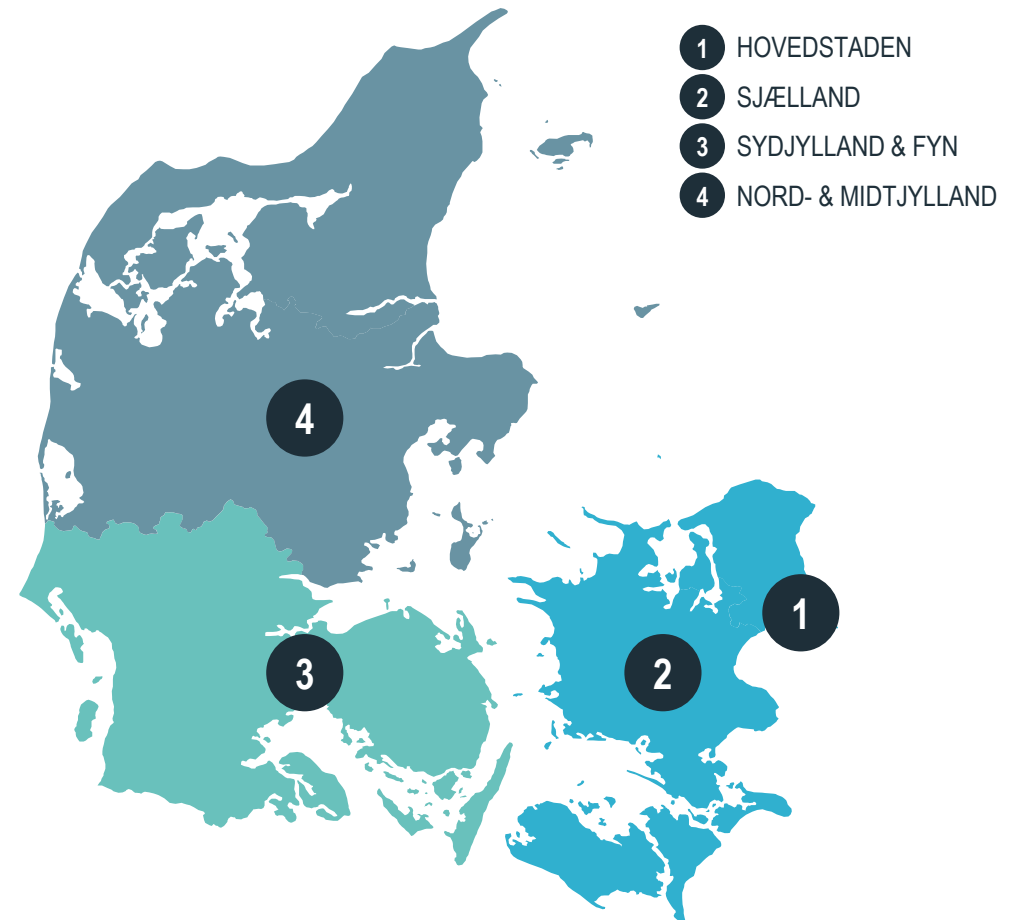 1 HOVEDSTADEN
2 SJÆLLAND
3 SYDJYLLAND & FYN
4 NORD- & MIDTJYLLAND
4
1
3
2